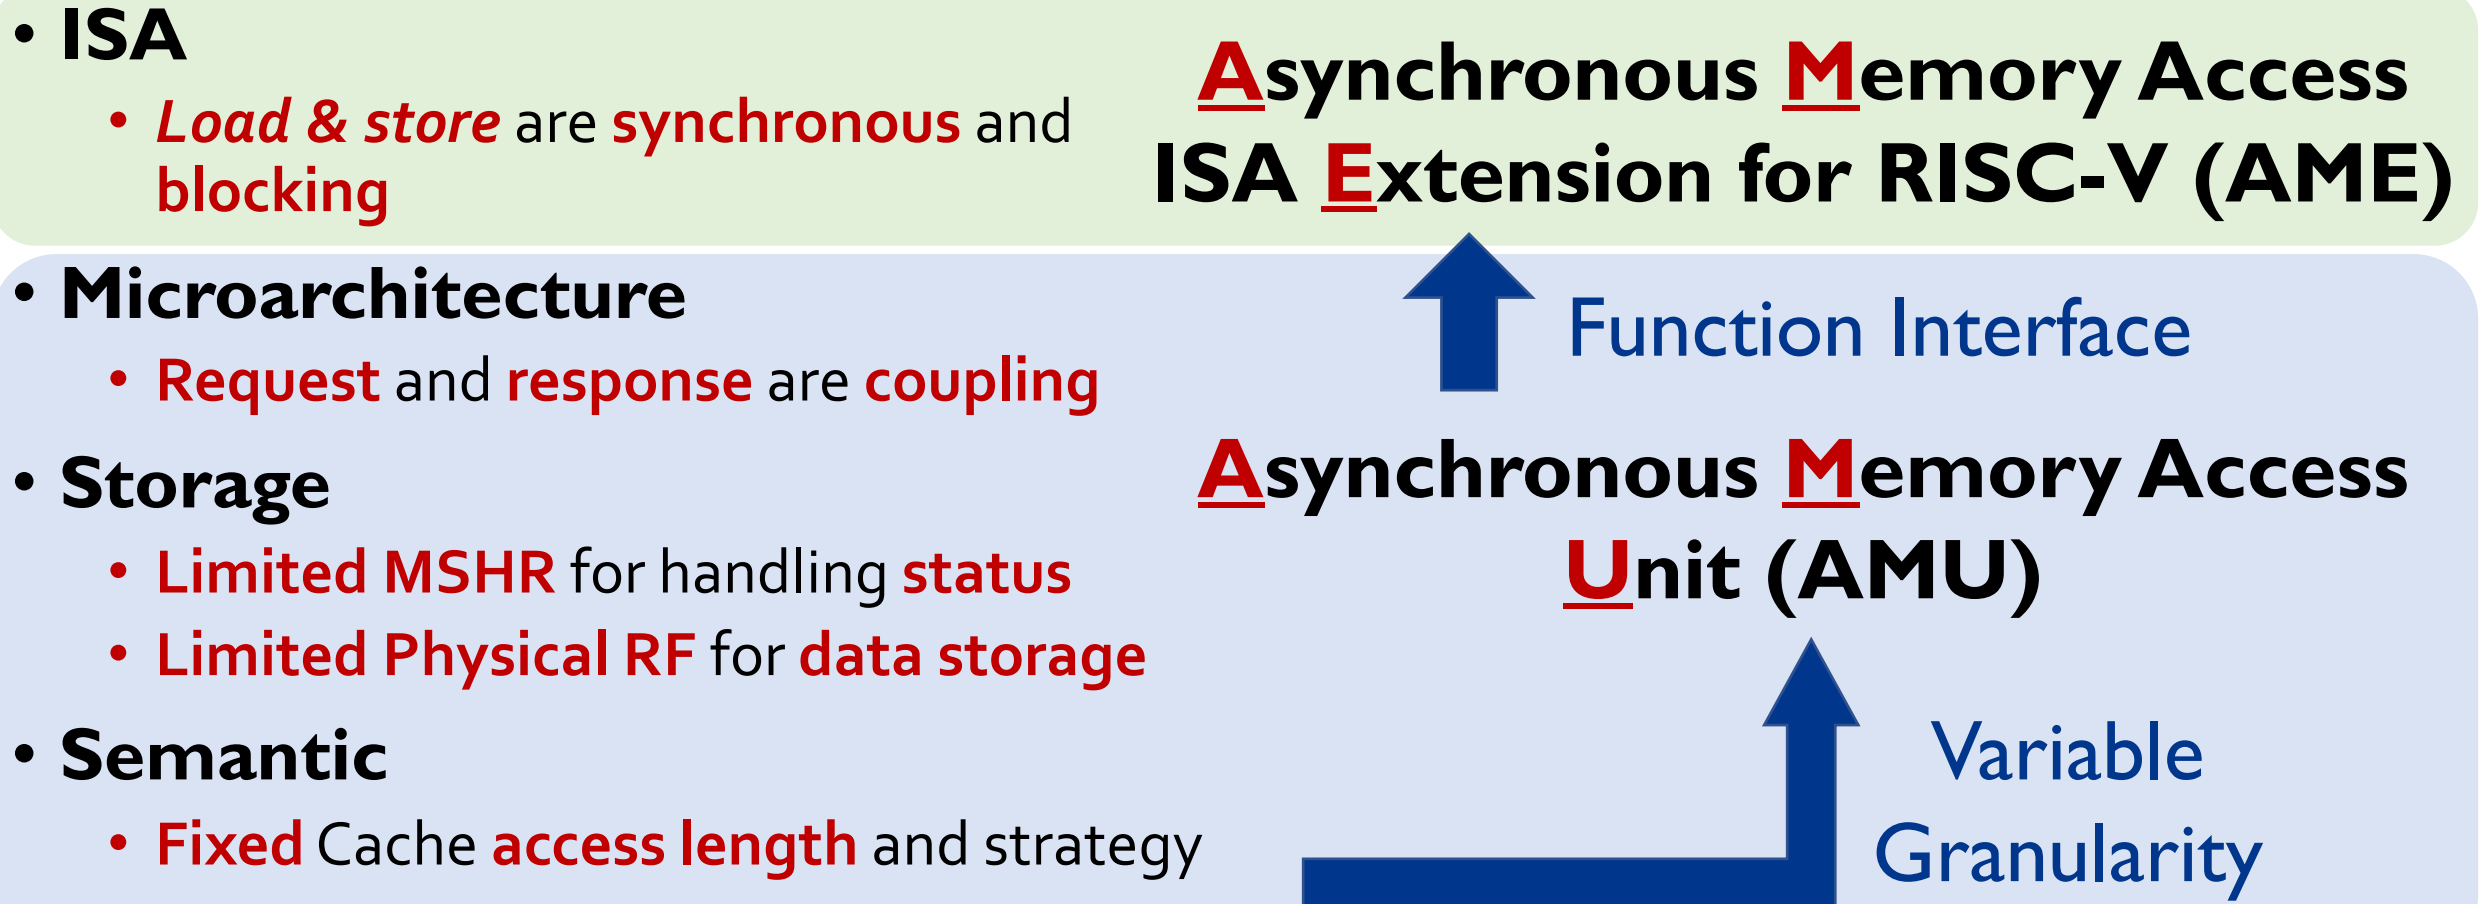 • ISA
• Load & store are synchronous and
blocking
Asynchronous Memory Access
ISA Extension for RISC-V (AME)
• Microarchitecture
• Request and response are coupling
Function Interface
• Storage
• Limited MSHR for handling status
• Limited Physical RF for data storage
Asynchronous Memory Access
Unit (AMU)
• Semantic
• Fixed Cache access length and strategy
Variable
Granularity